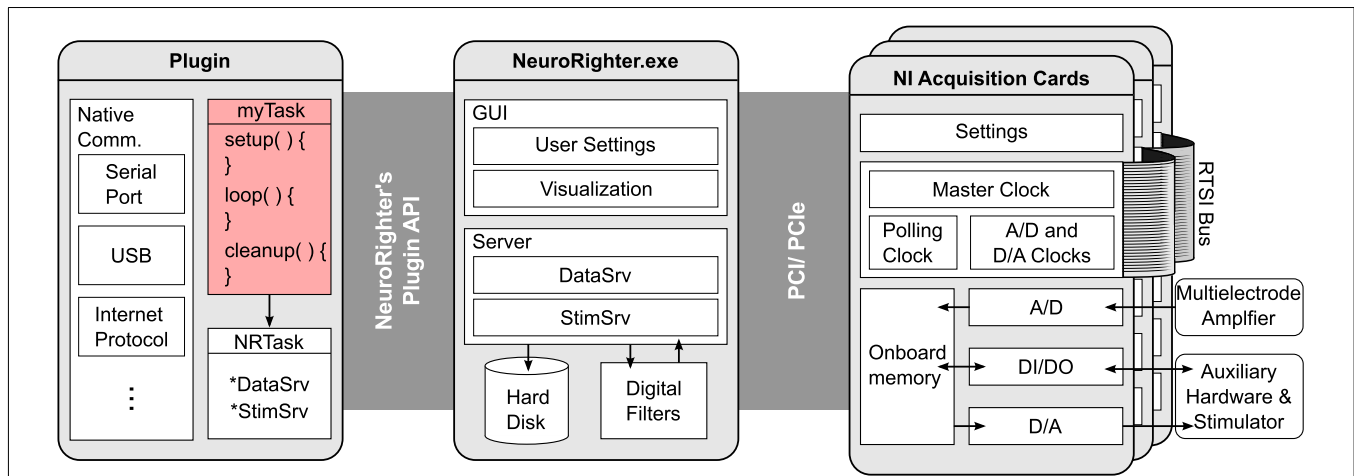 Plugin
Native
Comm.
Serial
Port
USB
Internet
Protocol
⋮
myTask
setup( ) {
}
loop( ) {
}
cleanup( ) {
}
NRTask
*DataSrv
*StimSrv
NeuroRighter's
Plugin API
NeuroRighter.exe
GUI
User Settings
Visualization
Server
DataSrv
StimSrv
Hard
Disk
Digital
Filters
PCI/ PCIe
NI Acquisition Cards
Settings
Master Clock
Polling
Clock
A/D and
D/A Clocks
RTSI Bus
Onboard
memory
A/D
DI/DO
D/A
Multielectrode
Amplfier
Auxiliary
Hardware &
Stimulator